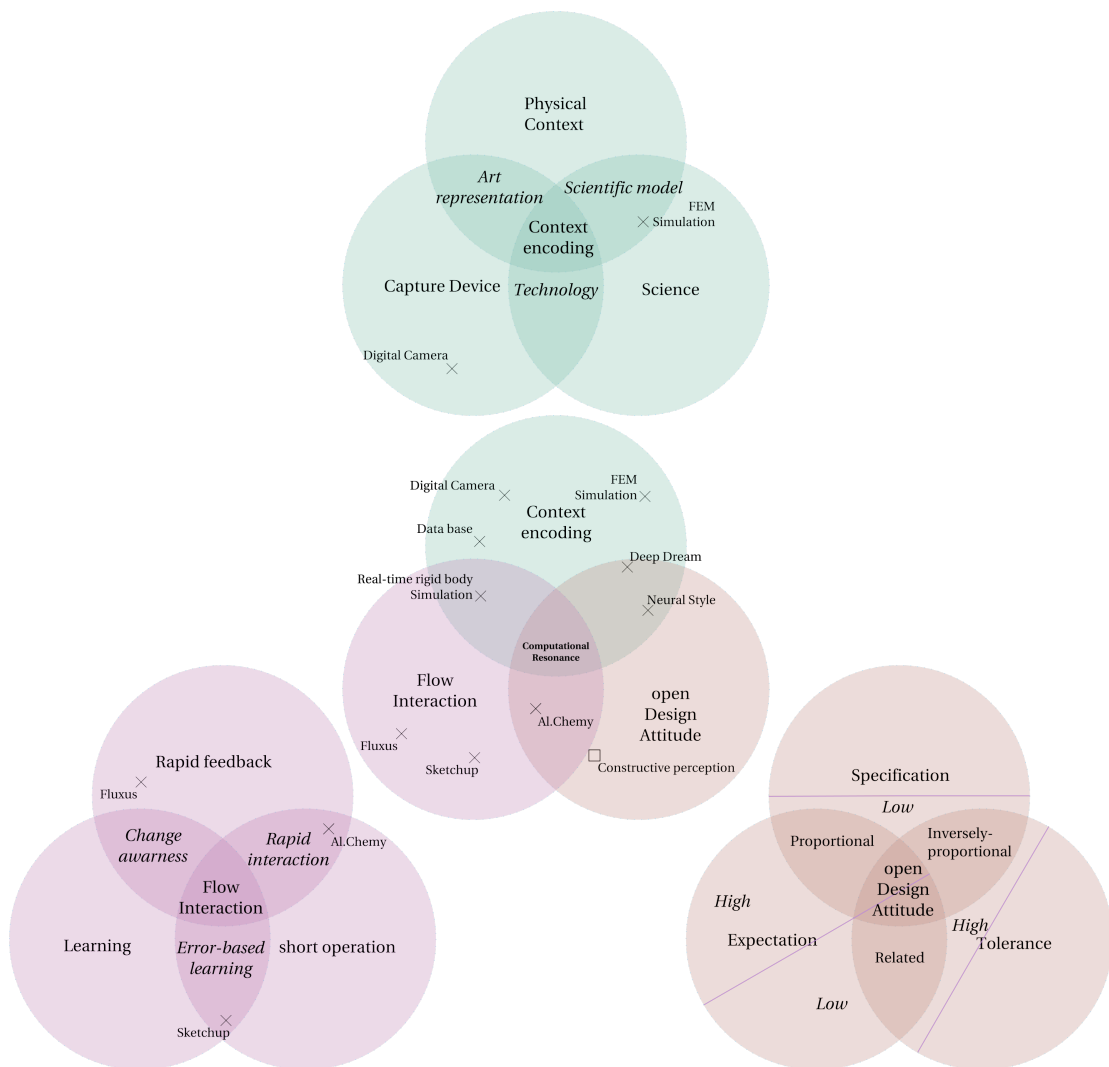 Physical
Context
Art
representation
Scientific model
FEM
Simulation
Context
encoding
Capture Device
Technology
Science
Digital Camera
Digital Camera
FEM
Simulation
Context
encoding
Data base
Deep Dream
Real-time rigid body
Simulation
Neural Style
Computational
Resonance
Flow
Interaction
open
Design
Attitude
Al.Chemy
Fluxus
Sketchup
Constructive perception
Rapid feedback
Fluxus
Change
awarness
Rapid
interaction
Al.Chemy
Flow
Interaction
Learning
Error-based
learning
short operation
Sketchup
Specification
Low
Proportional
Inversely-
proportional
open
Design
Attitude
High
Expectation
High
Tolerance
Related
Low